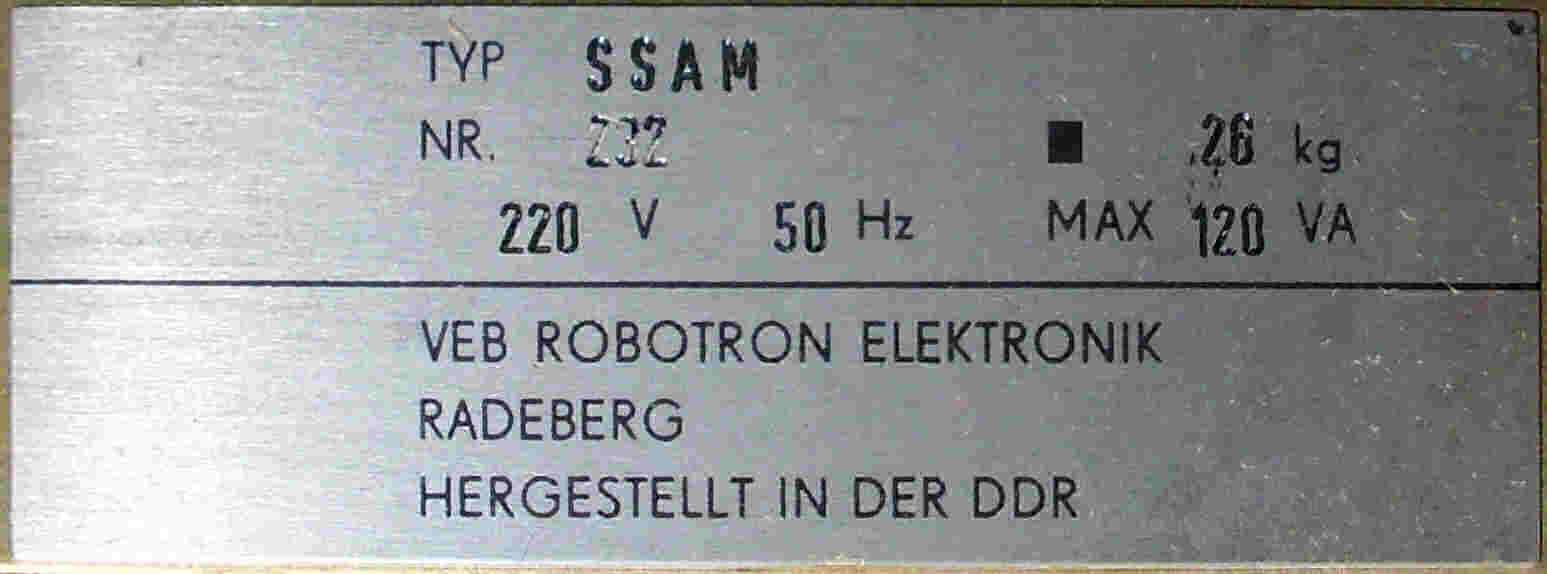 TYP SSAM
NR. 232 ■ 26 kg
220 V 50 Hz MAX 120 VA
VEB ROBOTRON ELEKTRONIK
RADEBERG
HERGESTELLT IN DER DDR